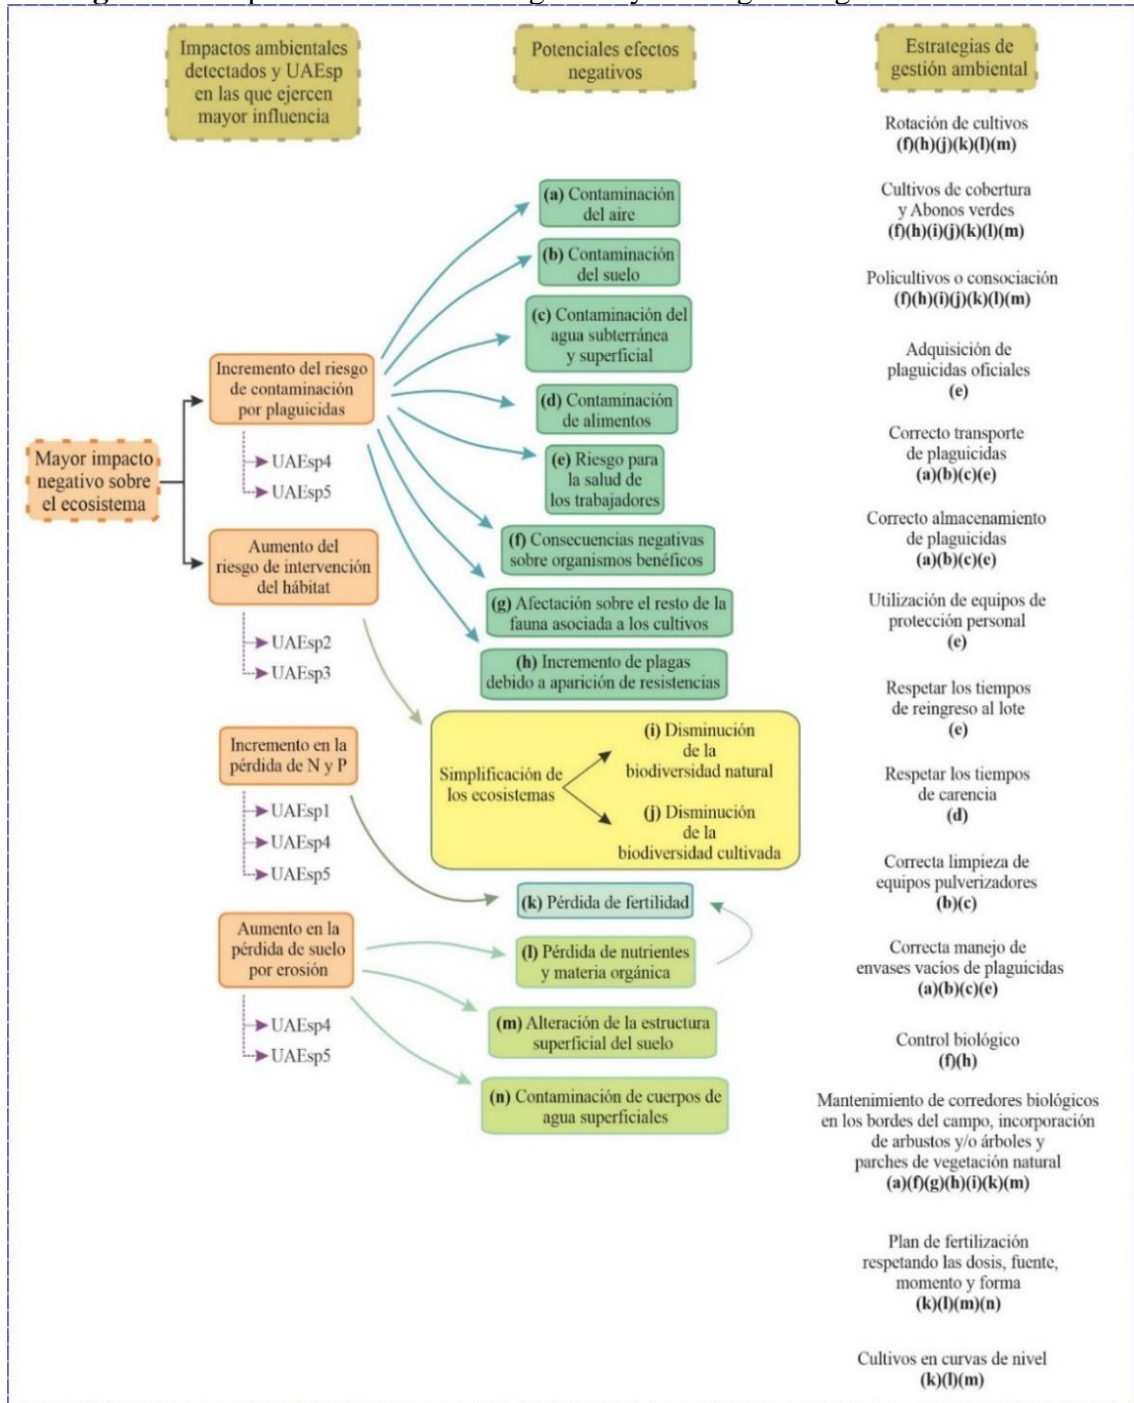 Impactos ambientales
detectados y UAEsp
en las que ejercen
mayor influencia
Potenciales efectos
negativos
Estrategias de
gestión ambiental
Mayor impacto
negativo sobre
el ecosistema
Incremento del riesgo
de contaminación
por plaguicidas
UAEsp4
UAEsp5
Aumento del
riesgo de intervención
del hábitat
UAEsp2
UAEsp3
Incremento en la
pérdida de N y P
UAEsp1
UAEsp4
UAEsp5
Aumento en la
pérdida de suelo
por erosión
UAEsp4
UAEsp5
(a) Contaminación
del aire
(b) Contaminación
del suelo
(c) Contaminación del
agua subterránea
y superficial
(d) Contaminación
de alimentos
(e) Riesgo para
la salud de
los trabajadores
(f) Consecuencias negativas
sobre organismos benéficos
(g) Afectación sobre el resto de la
fauna asociada a los cultivos
(h) Incremento de plagas
debido a aparición de resistencias
Simplificación de
los ecosistemas
(i) Disminución
de la
biodiversidad natural
(j) Disminución
de la
biodiversidad cultivada
(k) Pérdida de fertilidad
(l) Pérdida de nutrientes
y materia orgánica
(m) Alteración de la estructura
superficial del suelo
(n) Contaminación de cuerpos de
agua superficiales
Rotación de cultivos
(f)(h)(j)(k)(l)(m)
Cultivos de cobertura
y Abonos verdes
(f)(h)(i)(j)(k)(l)(m)
Policultivos o consociación
(f)(h)(i)(j)(k)(l)(m)
Adquisición de
plaguicidas oficiales
(e)
Correcto transporte
de plaguicidas
(a)(b)(c)(e)
Correcto almacenamiento
de plaguicidas
(a)(b)(c)(e)
Utilización de equipos de
protección personal
(e)
Respetar los tiempos
de reingreso al lote
(e)
Respetar los tiempos
de carencia
(d)
Correcta limpieza de
equipos pulverizadores
(b)(c)
Correcta manejo de
envases vacíos de plaguicidas
(a)(b)(c)(e)
Control biológico
(f)(h)
Mantenimiento de corredores biológicos
en los bordes del campo, incorporación
de arbustos y/o árboles y
parches de vegetación natural
(a)(f)(g)(h)(i)(k)(m)
Plan de fertilización
respetando las dosis, fuente,
momento y forma
(k)(l)(m)(n)
Cultivos en curvas de nivel
(k)(l)(m)